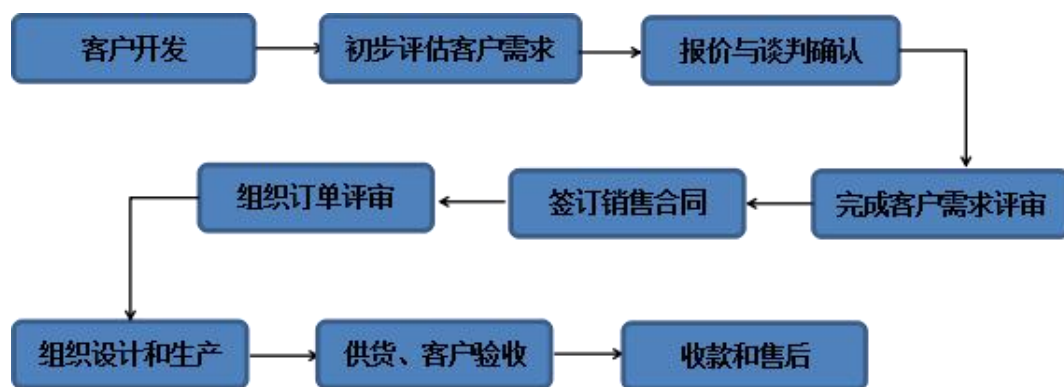 客户开发
初步评估客户需求
报价与谈判确认
完成客户需求评审
签订销售合同
组织订单评审
组织设计和生产
供货、客户验收
收款和售后